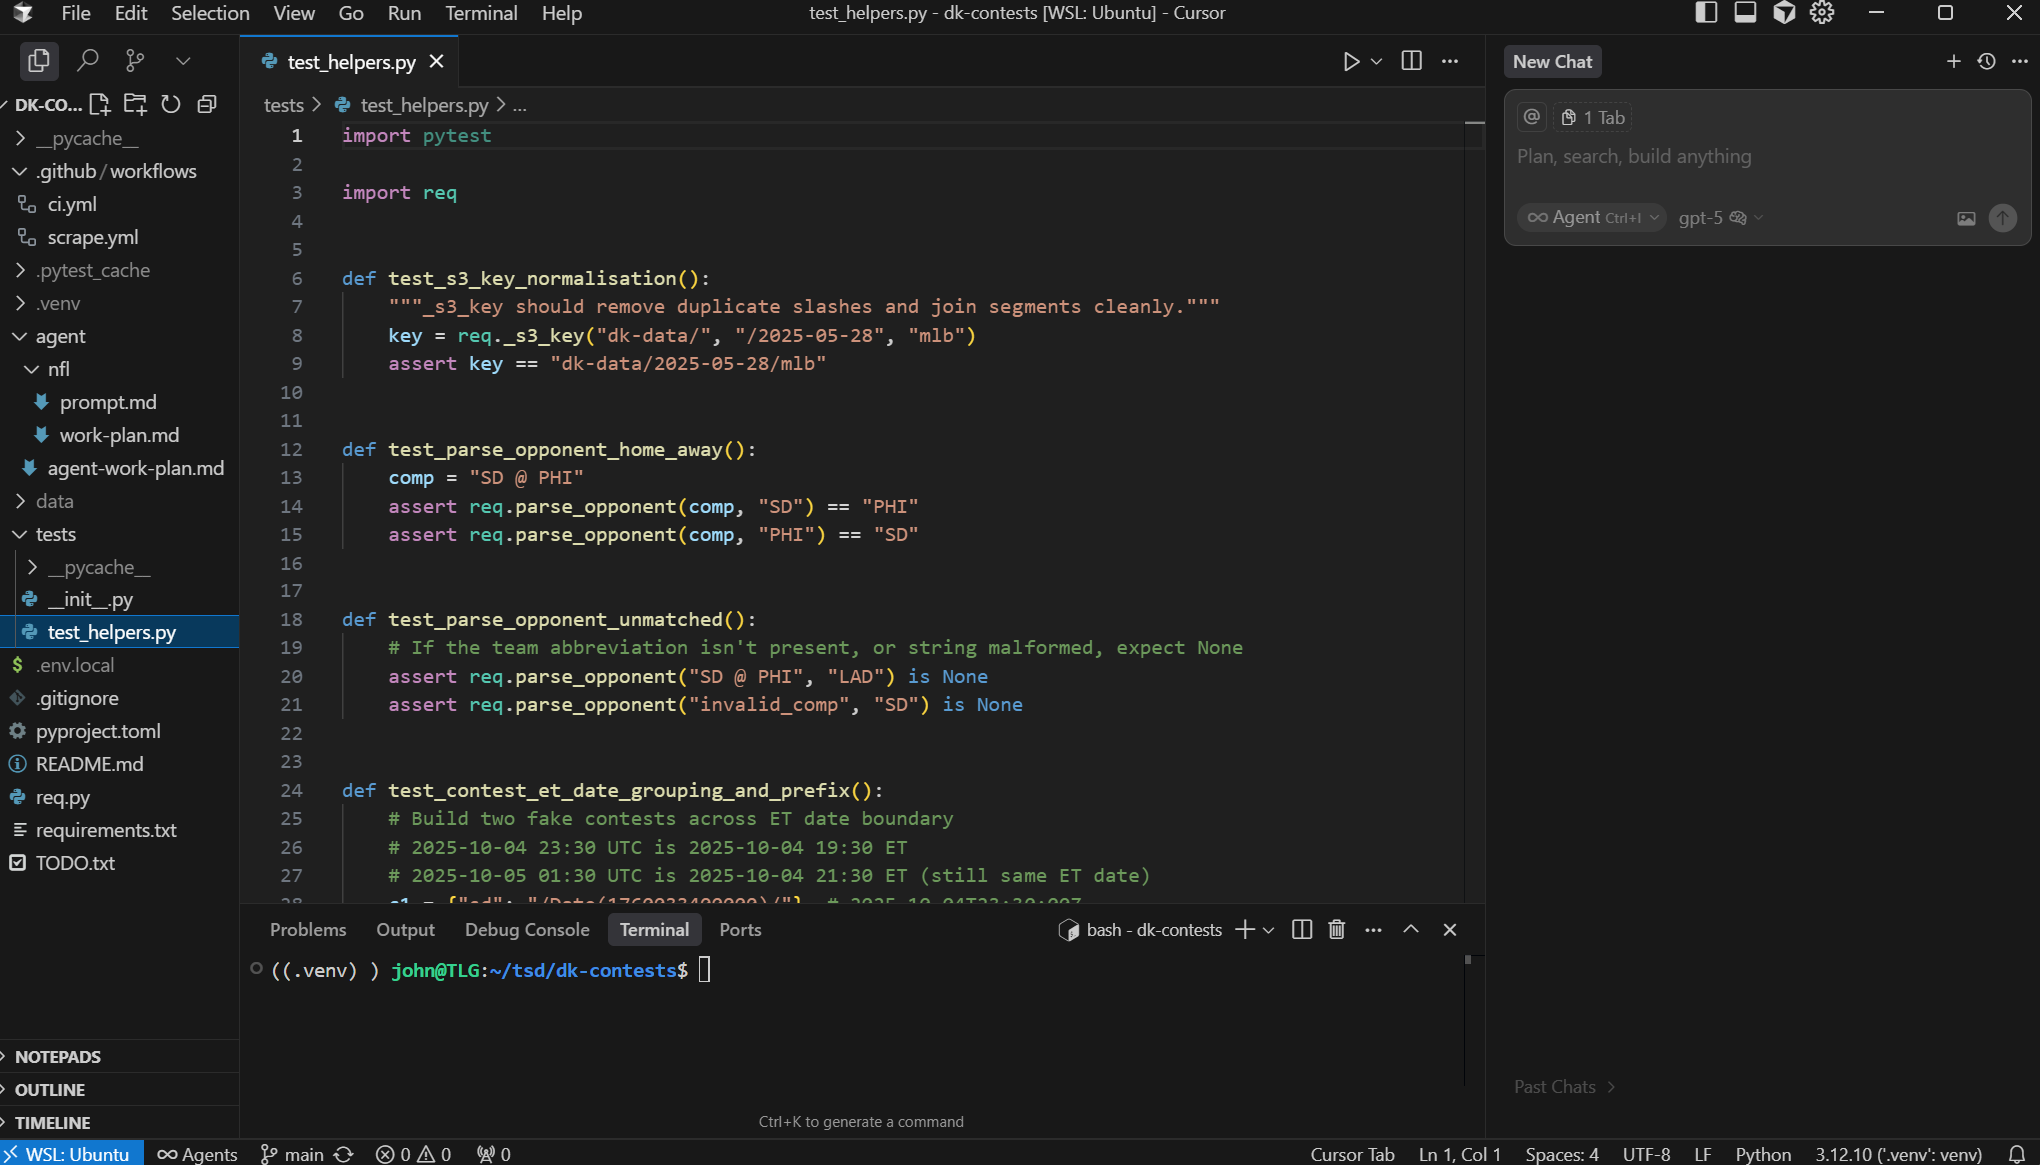 File Edit Selection View Go Run Terminal Help
test_helpers.py - dk-contests [WSL: Ubuntu] - Cursor
DK-CO...
__pycache__
.github/workflows
ci.yml
scrape.yml
.pytest_cache
.venv
agent
nfl
prompt.md
work-plan.md
agent-work-plan.md
data
tests
__pycache__
__init__.py
test_helpers.py
.env.local
.gitignore
pyproject.toml
README.md
req.py
requirements.txt
TODO.txt
NOTEPADS
OUTLINE
TIMELINE
test_helpers.py
tests > test_helpers.py > ...
1 import pytest
2
3 import req
4
5
6 def test_s3_key_normalisation():
7 """_s3_key should remove duplicate slashes and join segments cleanly."""
8 key = req._s3_key("dk-data/", "/2025-05-28", "mlb")
9 assert key == "dk-data/2025-05-28/mlb"
10
11
12 def test_parse_opponent_home_away():
13 comp = "SD @ PHI"
14 assert req.parse_opponent(comp, "SD") == "PHI"
15 assert req.parse_opponent(comp, "PHI") == "SD"
16
17
18 def test_parse_opponent_unmatched():
19 # If the team abbreviation isn't present, or string malformed, expect None
20 assert req.parse_opponent("SD @ PHI", "LAD") is None
21 assert req.parse_opponent("invalid_comp", "SD") is None
22
23
24 def test_contest_et_date_grouping_and_prefix():
25 # Build two fake contests across ET date boundary
26 # 2025-10-04 23:30 UTC is 2025-10-04 19:30 ET
27 # 2025-10-05 01:30 UTC is 2025-10-04 21:30 ET (still same ET date)
Problems Output Debug Console Terminal Ports
bash - dk-contests
((.venv) ) john@TLG:~/tsd/dk-contests$
Ctrl+K to generate a command
New Chat
@ 1 Tab
Plan, search, build anything
Agent Ctrl+I gpt-5
Past Chats >
WSL: Ubuntu Agents main 0 0 0
Cursor Tab Ln 1, Col 1 Spaces: 4 UTF-8 LF Python 3.12.10 ('.venv': venv)